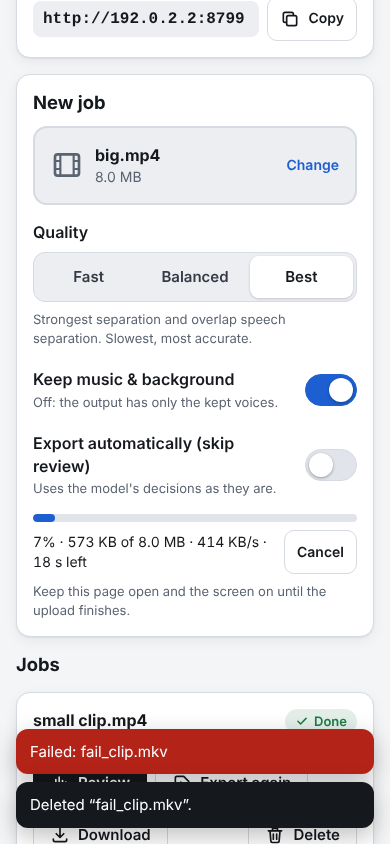 http://192.0.2.2:8799
Copy
New job
big.mp4
8.0 MB
Change
Quality
Fast
Balanced
Best
Strongest separation and overlap speech
separation. Slowest, most accurate.
Keep music & background
Off: the output has only the kept voices.
Export automatically (skip
review)
Uses the model's decisions as they are.
7% · 573 KB of 8.0 MB · 414 KB/s ·
18 s left
Cancel
Keep this page open and the screen on until the
upload finishes.
Jobs
small clip.mp4
Done
Failed: fail_clip.mkv
Review
Export again
Deleted “fail_clip.mkv”.
Download
Delete